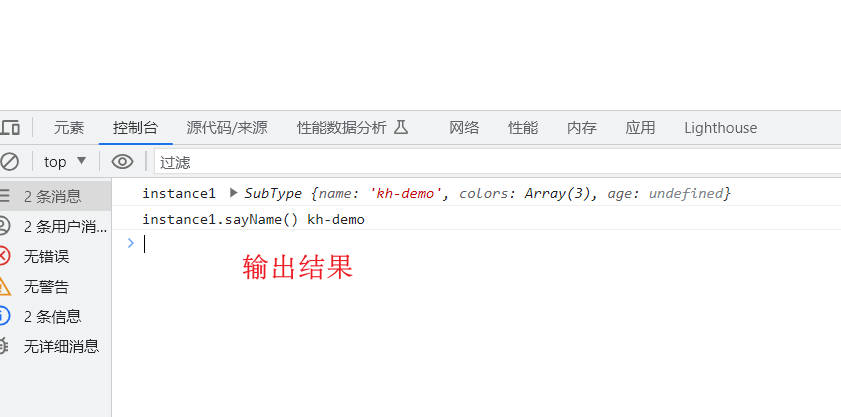 元素 控制台 源代码/来源 性能数据分析 网络 性能 内存 应用 Lighthouse
top 过滤
2 条消息
2 条用户消...
无错误
无警告
2 条信息
无详细消息
instance1 SubType {name: 'kh-demo', colors: Array(3), age: undefined}
instance1.sayName() kh-demo
输出结果